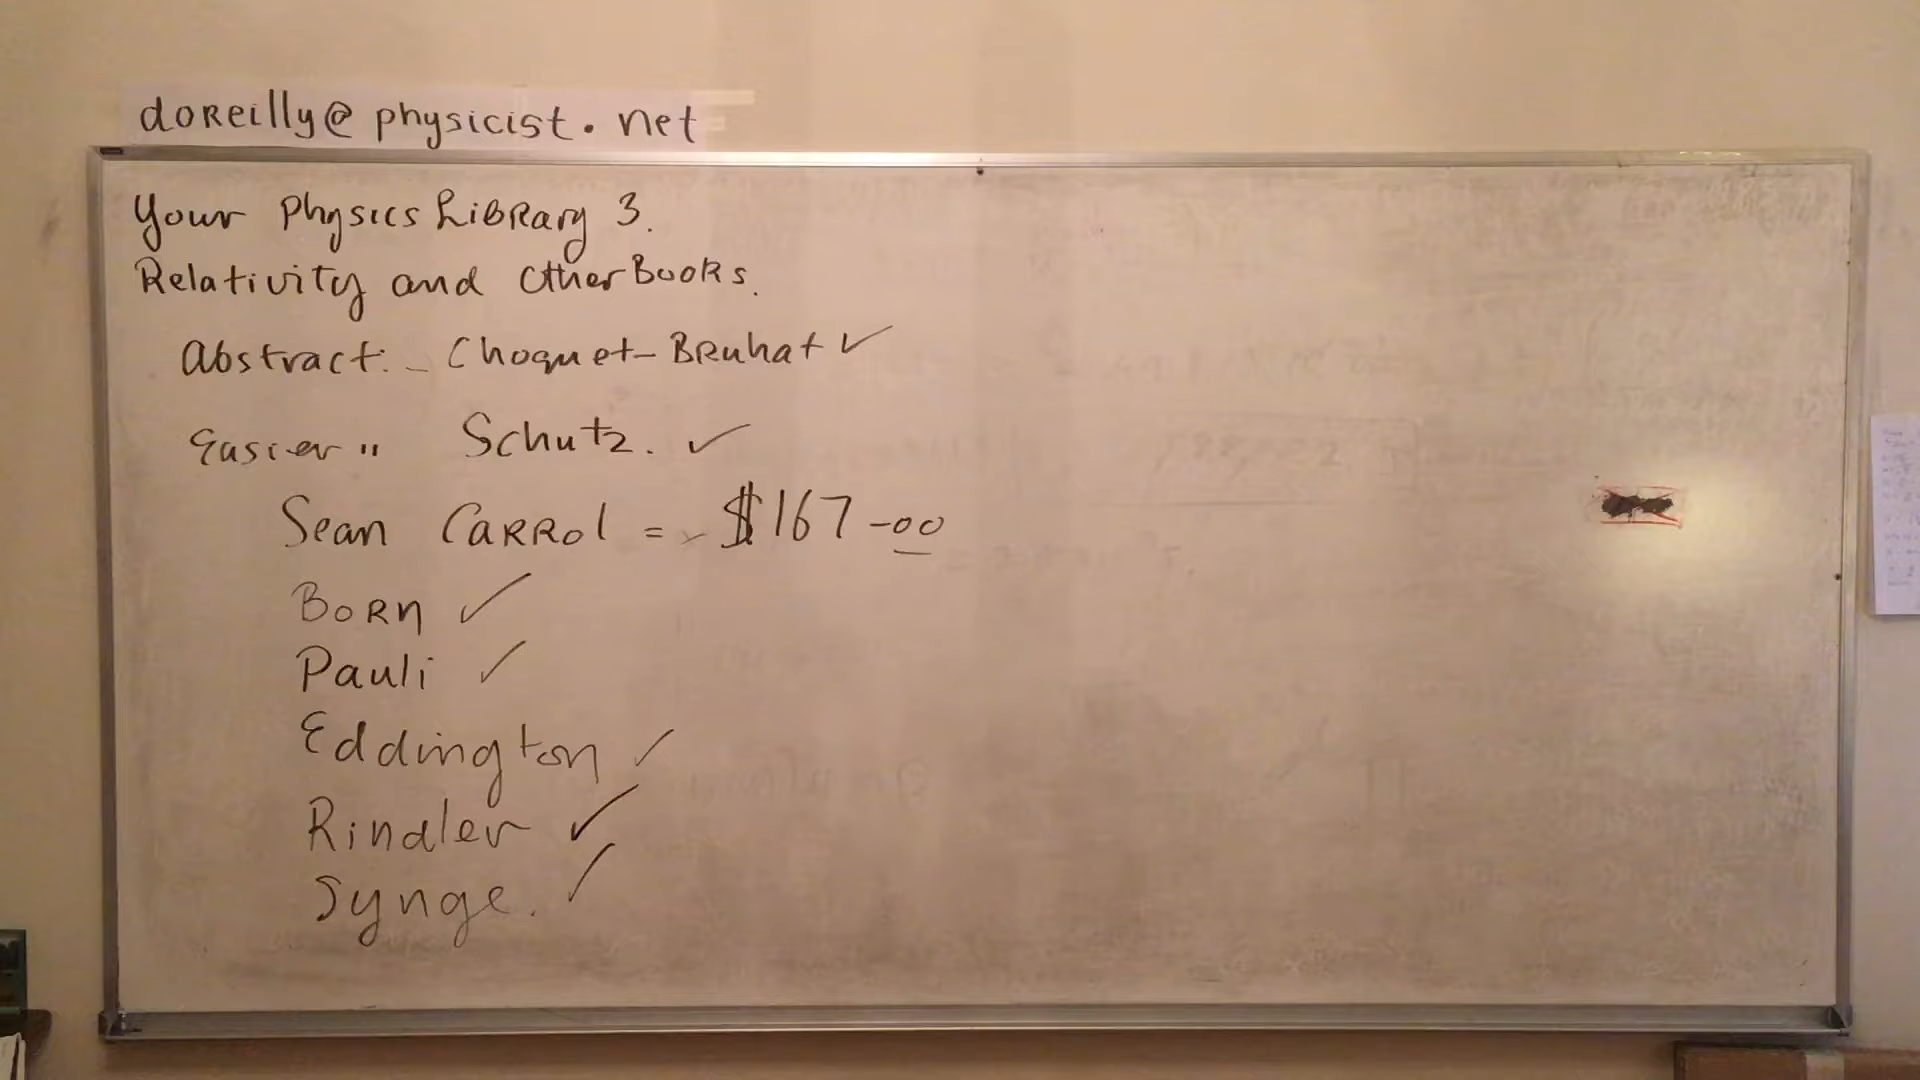 doReilly@physicist.net
Your Physics Library 3.
Relativity and Other Books.
Abstract:- Choquet-Bruhat ✓
Easier " Schutz. ✓
Sean Carrol = $167-00
Born ✓
Pauli ✓
Eddington ✓
Rindler ✓
Synge. ✓